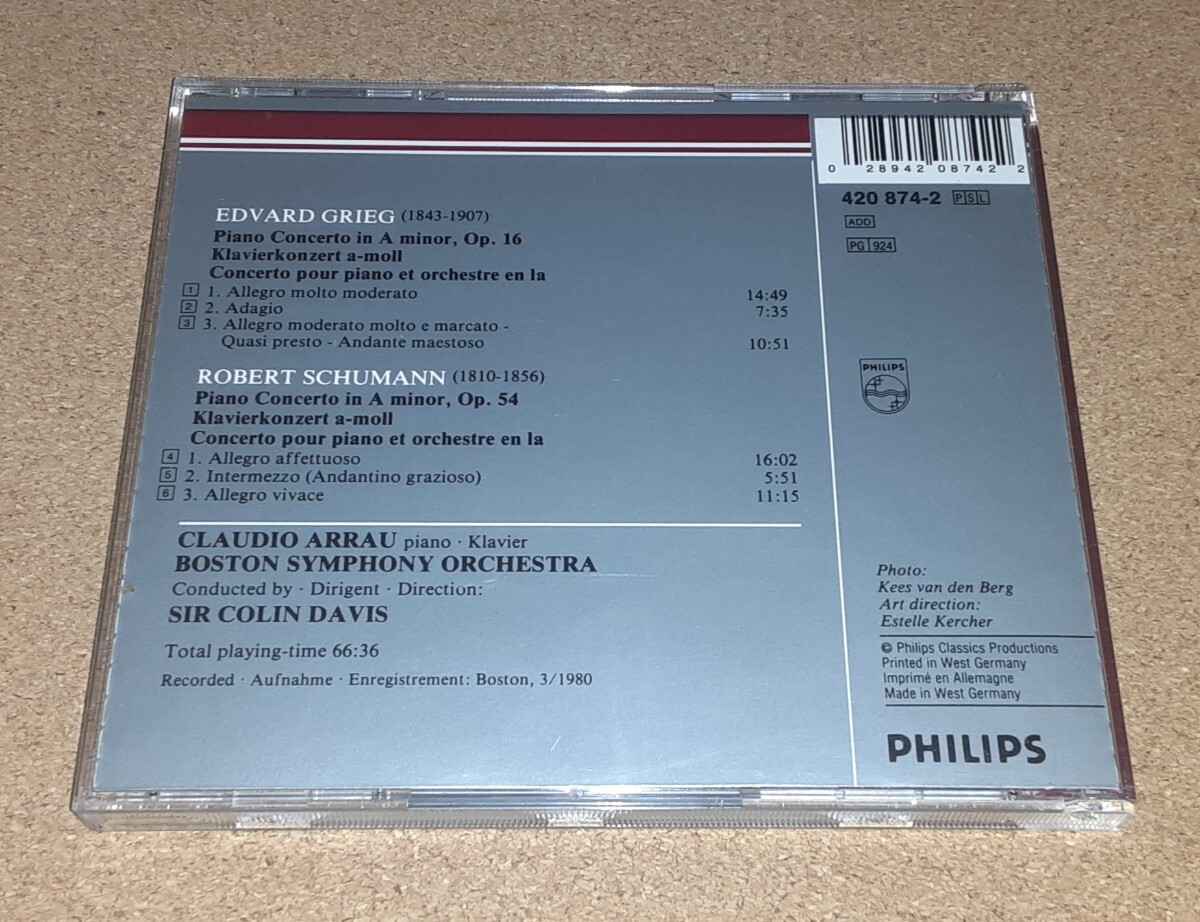 EDVARD GRIEG (1843-1907)
Piano Concerto in A minor, Op. 16
Klavierkonzert a-moll
Concerto pour piano et orchestre en la
1 1. Allegro molto moderato 14:49
2 2. Adagio 7:35
3 3. Allegro moderato molto e marcato -
Quasi presto - Andante maestoso 10:51
ROBERT SCHUMANN (1810-1856)
Piano Concerto in A minor, Op. 54
Klavierkonzert a-moll
Concerto pour piano et orchestre en la
4 1. Allegro affettuoso 16:02
5 2. Intermezzo (Andantino grazioso) 5:51
6 3. Allegro vivace 11:15
CLAUDIO ARRAU piano · Klavier
BOSTON SYMPHONY ORCHESTRA
Conducted by · Dirigent · Direction:
SIR COLIN DAVIS
Total playing-time 66:36
Recorded · Aufnahme · Enregistrement: Boston, 3/1980
0 28942 08742 2
420 874-2 PSL
ADD
PG 924
PHILIPS
Photo:
Kees van den Berg
Art direction:
Estelle Kercher
© Philips Classics Productions
Printed in West Germany
Imprimé en Allemagne
Made in West Germany
PHILIPS